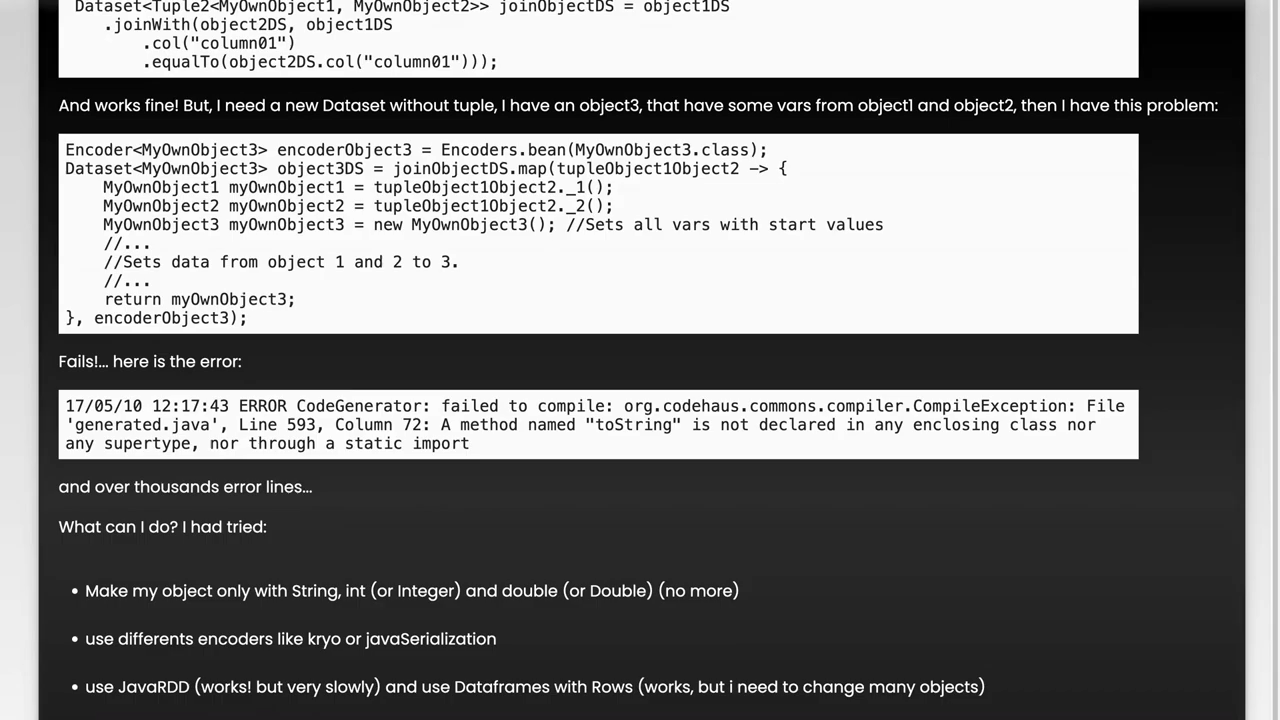 Dataset<Tuple2<MyOwnObject1, MyOwnObject2>> joinObjectDS = object1DS
.joinWith(object2DS, object1DS
.col("column01")
.equalTo(object2DS.col("column01")));
And works fine! But, I need a new Dataset without tuple, I have an object3, that have some vars from object1 and object2, then I have this problem:
Encoder<MyOwnObject3> encoderObject3 = Encoders.bean(MyOwnObject3.class);
Dataset<MyOwnObject3> object3DS = joinObjectDS.map(tupleObject1Object2 -> {
MyOwnObject1 myOwnObject1 = tupleObject1Object2._1();
MyOwnObject2 myOwnObject2 = tupleObject1Object2._2();
MyOwnObject3 myOwnObject3 = new MyOwnObject3(); //Sets all vars with start values
//...
//Sets data from object 1 and 2 to 3.
//...
return myOwnObject3;
}, encoderObject3);
Fails!... here is the error:
17/05/10 12:17:43 ERROR CodeGenerator: failed to compile: org.codehaus.commons.compiler.CompileException: File
'generated.java', Line 593, Column 72: A method named "toString" is not declared in any enclosing class nor
any supertype, nor through a static import
and over thousands error lines...
What can I do? I had tried:
• Make my object only with String, int (or Integer) and double (or Double) (no more)
• use differents encoders like kryo or javaSerialization
• use JavaRDD (works! but very slowly) and use Dataframes with Rows (works, but i need to change many objects)